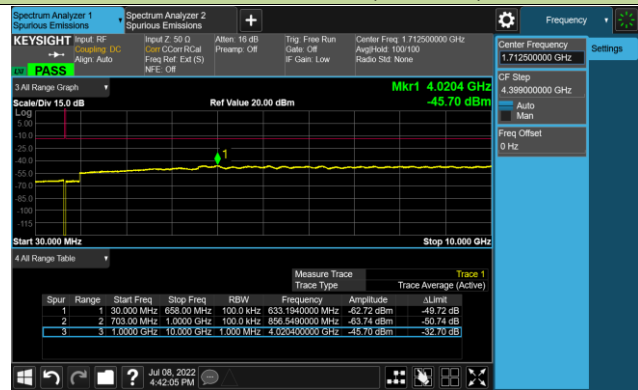 Spectrum Analyzer 1
Spurious Emissions
Spectrum Analyzer 2
Spurious Emissions
+
Frequency
KEYSIGHT
Input: RF
Coupling: DC
Align: Auto
Input Z: 50 Ω
Corr CCorr RCal
Freq Ref: Ext (S)
NFE: Off
Atten: 16 dB
Preamp: Off
Trig: Free Run
Gate: Off
IF Gain: Low
Center Freq: 1.712500000 GHz
Avg|Hold: 100/100
Radio Std: None
PASS
Center Frequency
1.712500000 GHz
Settings
CF Step
4.399000000 GHz
Auto
Man
Freq Offset
0 Hz
3 All Range Graph
Mkr1 4.0204 GHz
-45.70 dBm
Scale/Div 15.0 dB
Ref Value 20.00 dBm
Log
5.00
-10.0
-25.0
-40.0
-55.0
-70.0
-85.0
-100
-115
1
Start 30.000 MHz
Stop 10.000 GHz
4 All Range Table
Measure Trace Trace 1
Trace Type Trace Average (Active)
Spur Range Start Freq Stop Freq RBW Frequency Amplitude ΔLimit
1 1 30.000 MHz 658.00 MHz 100.0 kHz 633.1940000 MHz -62.72 dBm -49.72 dB
2 2 703.00 MHz 1.0000 GHz 100.0 kHz 856.5490000 MHz -63.74 dBm -50.74 dB
3 3 1.0000 GHz 10.000 GHz 1.000 MHz 4.020400000 GHz -45.70 dBm -32.70 dB
Jul 08, 2022
4:42:05 PM